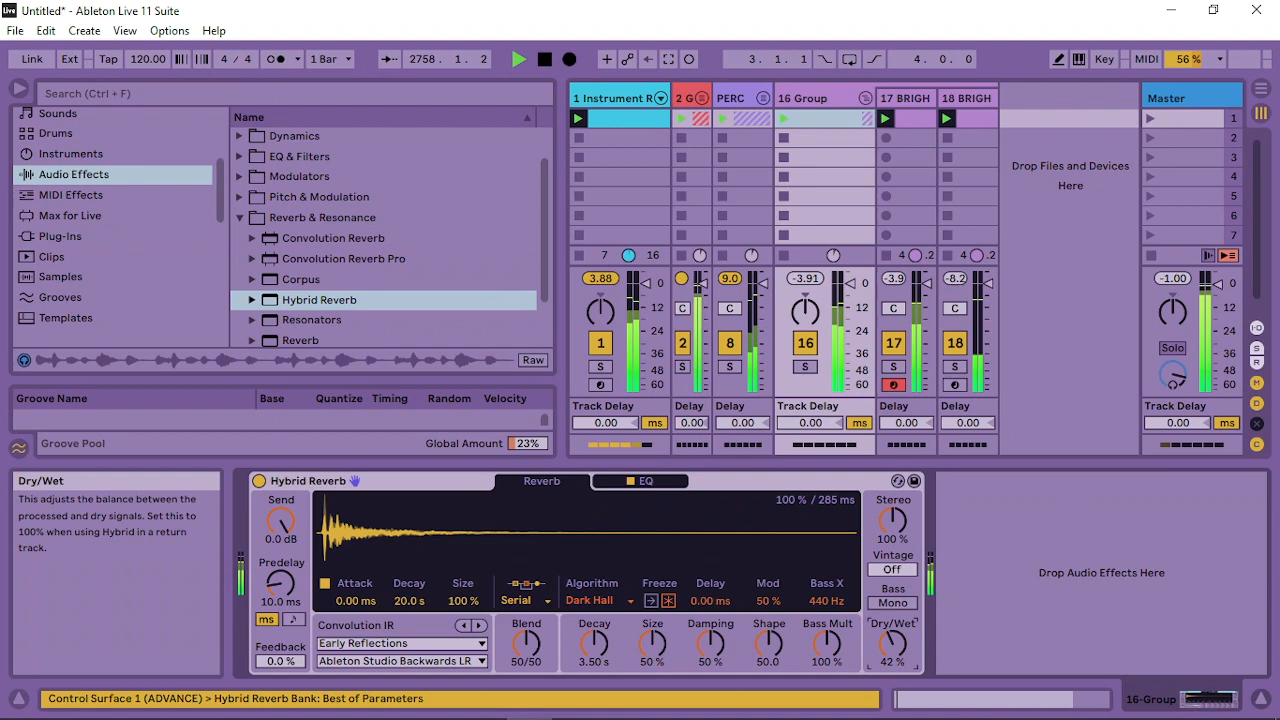 Live Untitled* - Ableton Live 11 Suite
File Edit Create View Options Help
Link Ext Tap 120.00 4 / 4 1 Bar 2758. 1. 2 3. 1. 1 4. 0. 0 Key MIDI 56 %
Search (Ctrl + F)
Sounds
Drums
Instruments
Audio Effects
MIDI Effects
Max for Live
Plug-Ins
Clips
Samples
Grooves
Templates
Name
Dynamics
EQ & Filters
Modulators
Pitch & Modulation
Reverb & Resonance
Convolution Reverb
Convolution Reverb Pro
Corpus
Hybrid Reverb
Resonators
Reverb
Raw
Groove Name Base Quantize Timing Random Velocity
Groove Pool Global Amount 23%
1 Instrument R 2 G PERC 16 Group 17 BRIGH 18 BRIGH Master
1
2
3
4
5
6
7
Drop Files and Devices
Here
7 16 4 .2 4 .2
3.88 0 9.0 -3.91 0 -3.9 -8.2 -1.00 0
C C 12 C C 12
12 24 24
24 1 36 2 8 16 36 17 18 Solo 36
S 48 S S S 48 S S 48
60 60 60
Track Delay Delay Delay Track Delay Delay Delay Track Delay
0.00 ms 0.00 0.00 0.00 ms 0.00 0.00 0.00 ms
I-O
S
R
M
D
X
C
Dry/Wet
This adjusts the balance between the
processed and dry signals. Set this to
100% when using Hybrid in a return
track.
Hybrid Reverb Reverb EQ
Send
0.0 dB
Predelay
10.0 ms
ms
Feedback
0.0 %
100 % / 285 ms
Attack Decay Size Algorithm Freeze Delay Mod Bass X
0.00 ms 20.0 s 100 % Serial Dark Hall 0.00 ms 50 % 440 Hz
Convolution IR
Early Reflections
Ableton Studio Backwards LR
Blend Decay Size Damping Shape Bass Mult
50/50 3.50 s 50 % 50 % 50.0 100 %
Stereo
100 %
Vintage
Off
Bass
Mono
Dry/Wet
42 %
Drop Audio Effects Here
Control Surface 1 (ADVANCE) > Hybrid Reverb Bank: Best of Parameters
16-Group